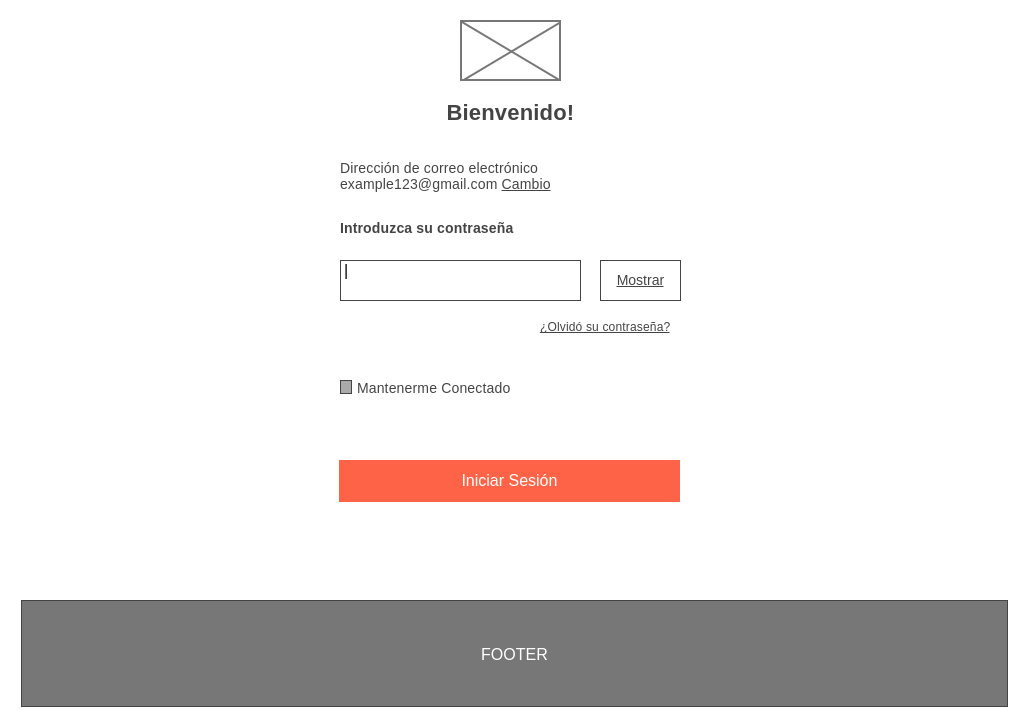 Bienvenido!
Dirección de correo electrónico
example123@gmail.com Cambio
Introduzca su contraseña
Mostrar
¿Olvidó su contraseña?
Mantenerme Conectado
Iniciar Sesión
FOOTER